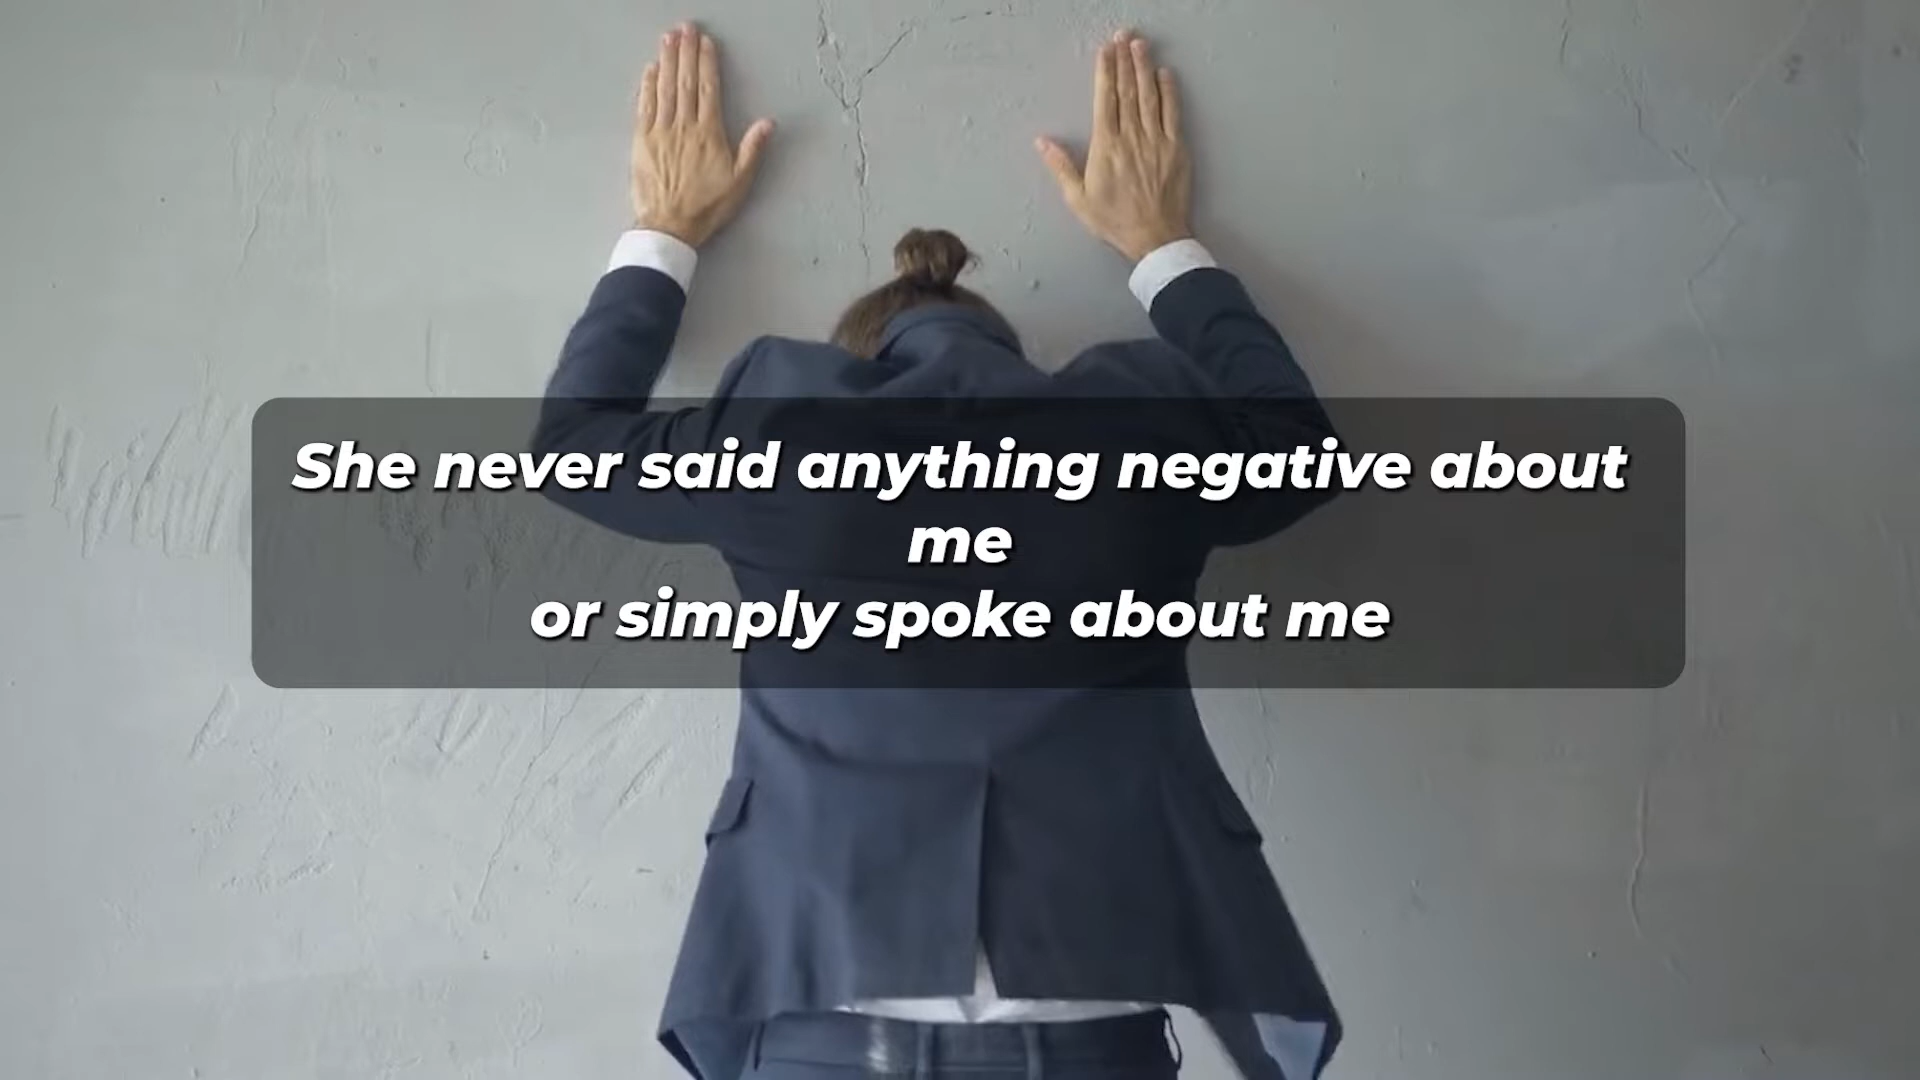 She never said anything negative about
me
or simply spoke about me